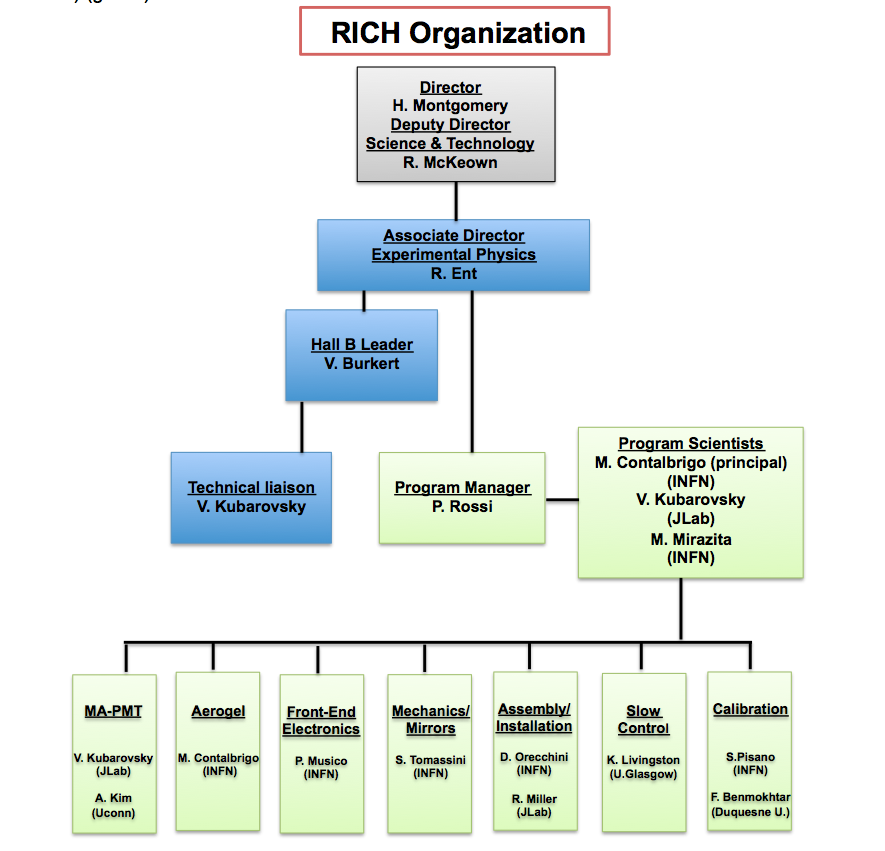 RICH Organization
Director
H. Montgomery
Deputy Director
Science & Technology
R. McKeown
Associate Director
Experimental Physics
R. Ent
Hall B Leader
V. Burkert
Technical liaison
V. Kubarovsky
Program Manager
P. Rossi
Program Scientists
M. Contalbrigo (principal)
(INFN)
V. Kubarovsky
(JLab)
M. Mirazita
(INFN)
MA-PMT
V. Kubarovsky
(JLab)
A. Kim
(Uconn)
Aerogel
M. Contalbrigo
(INFN)
Front-End
Electronics
P. Musico
(INFN)
Mechanics/
Mirrors
S. Tomassini
(INFN)
Assembly/
Installation
D. Orecchini
(INFN)
R. Miller
(JLab)
Slow
Control
K. Livingston
(U.Glasgow)
Calibration
S.Pisano
(INFN)
F. Benmokhtar
(Duquesne U.)